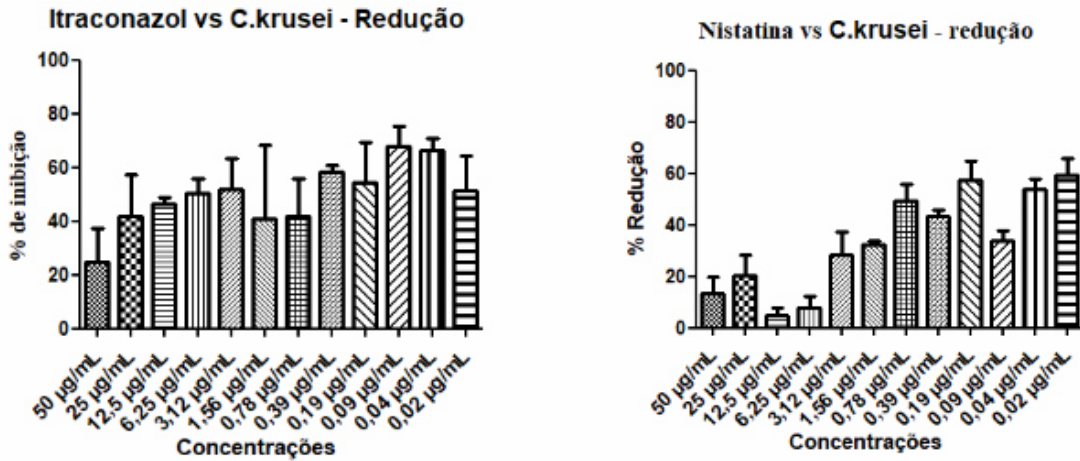 Itraconazol vs C.krusei - Redução
% de inibição
100
80
60
40
20
0
50 µg/mL
25 µg/mL
12,5 µg/mL
6,25 µg/mL
3,12 µg/mL
1,56 µg/mL
0,78 µg/mL
0,39 µg/mL
0,19 µg/mL
0,09 µg/mL
0,04 µg/mL
0,02 µg/mL
Concentrações
Nistatina vs C.krusei - redução
% Redução
100
80
60
40
20
0
50 µg/mL
25 µg/mL
12,5 µg/mL
6,25 µg/mL
3,12 µg/mL
1,56 µg/mL
0,78 µg/mL
0,39 µg/mL
0,19 µg/mL
0,09 µg/mL
0,04 µg/mL
0,02 µg/mL
Concentrações